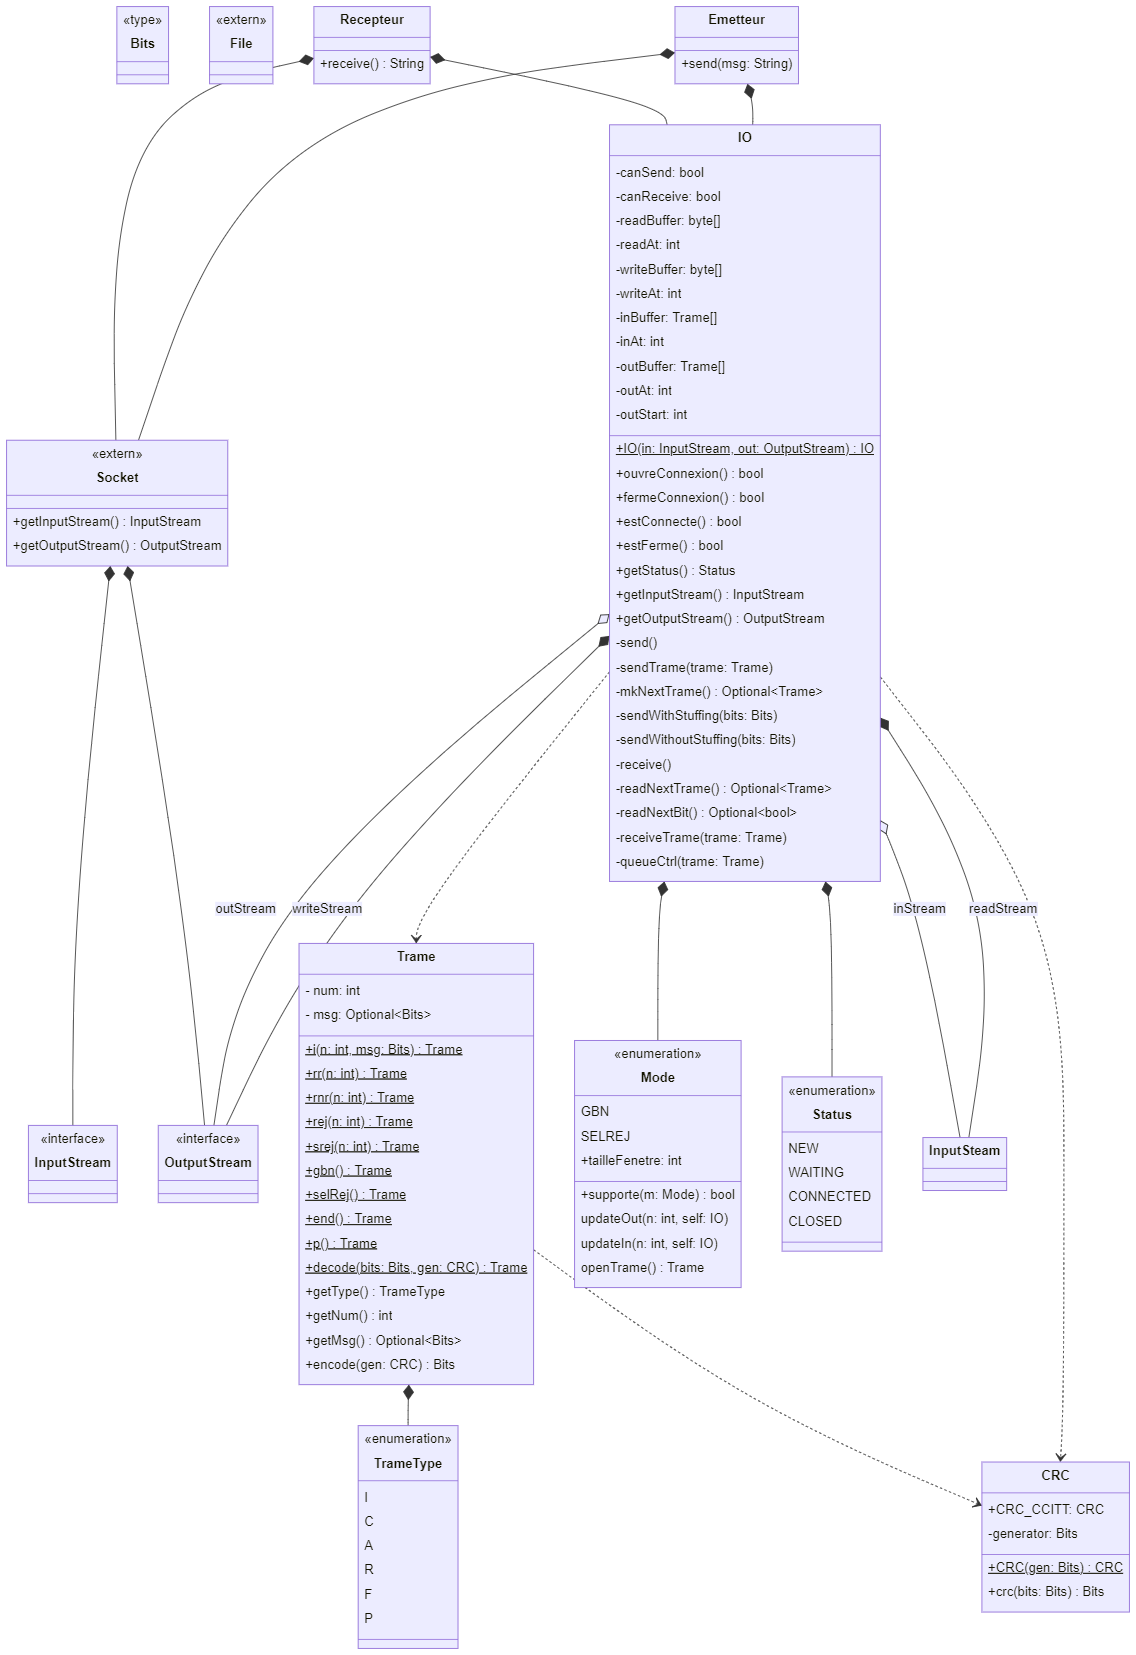 «type»
Bits
«extern»
File
Recepteur
+receive() : String
Emetteur
+send(msg: String)
IO
-canSend: bool
-canReceive: bool
-readBuffer: byte[]
-readAt: int
-writeBuffer: byte[]
-writeAt: int
-inBuffer: Trame[]
-inAt: int
-outBuffer: Trame[]
-outAt: int
-outStart: int
+IO(in: InputStream, out: OutputStream) : IO
+ouvreConnexion() : bool
+fermeConnexion() : bool
+estConnecte() : bool
+estFerme() : bool
+getStatus() : Status
+getInputStream() : InputStream
+getOutputStream() : OutputStream
-send()
-sendTrame(trame: Trame)
-mkNextTrame() : Optional<Trame>
-sendWithStuffing(bits: Bits)
-sendWithoutStuffing(bits: Bits)
-receive()
-readNextTrame() : Optional<Trame>
-readNextBit() : Optional<bool>
-receiveTrame(trame: Trame)
-queueCtrl(trame: Trame)
«extern»
Socket
+getInputStream() : InputStream
+getOutputStream() : OutputStream
outStream
writeStream
inStream
readStream
Trame
- num: int
- msg: Optional<Bits>
+i(n: int, msg: Bits) : Trame
+rr(n: int) : Trame
+rnr(n: int) : Trame
+rej(n: int) : Trame
+srej(n: int) : Trame
+gbn() : Trame
+selRej() : Trame
+end() : Trame
+p() : Trame
+decode(bits: Bits, gen: CRC) : Trame
+getType() : TrameType
+getNum() : int
+getMsg() : Optional<Bits>
+encode(gen: CRC) : Bits
«enumeration»
Mode
GBN
SELREJ
+tailleFenetre: int
+supporte(m: Mode) : bool
updateOut(n: int, self: IO)
updateIn(n: int, self: IO)
openTrame() : Trame
«enumeration»
Status
NEW
WAITING
CONNECTED
CLOSED
«interface»
InputStream
«interface»
OutputStream
InputSteam
«enumeration»
TrameType
I
C
A
R
F
P
CRC
+CRC_CCITT: CRC
-generator: Bits
+CRC(gen: Bits) : CRC
+crc(bits: Bits) : Bits